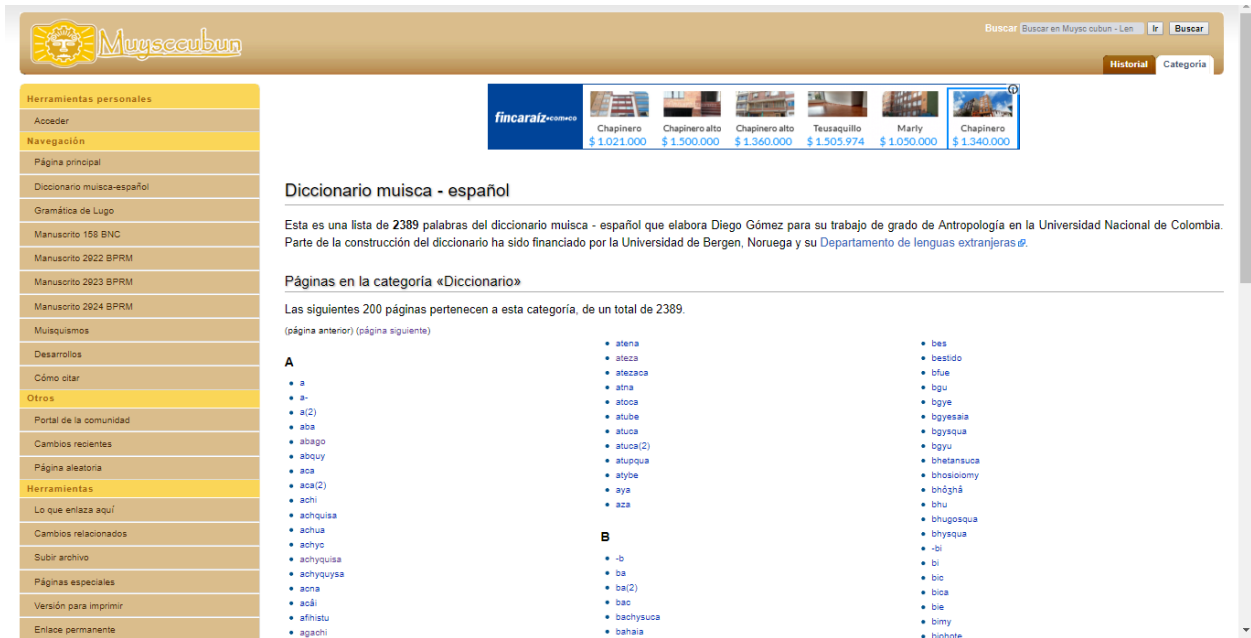 Muysccubun
Buscar Buscar en Muysc cubun - Len Ir Buscar
Historial Categoría
Herramientas personales
Acceder
Navegación
Página principal
Diccionario muisca-español
Gramática de Lugo
Manuscrito 158 BNC
Manuscrito 2922 BPRM
Manuscrito 2923 BPRM
Manuscrito 2924 BPRM
Muisquismos
Desarrollos
Cómo citar
Otros
Portal de la comunidad
Cambios recientes
Página aleatoria
Herramientas
Lo que enlaza aquí
Cambios relacionados
Subir archivo
Páginas especiales
Versión para imprimir
Enlace permanente
fincaraíz.com.co
Chapinero
$ 1.021.000
Chapinero alto
$ 1.500.000
Chapinero alto
$ 1.360.000
Teusaquillo
$ 1.505.974
Marly
$ 1.050.000
Chapinero
$ 1.340.000
Diccionario muisca - español
Esta es una lista de 2389 palabras del diccionario muisca - español que elabora Diego Gómez para su trabajo de grado de Antropología en la Universidad Nacional de Colombia.
Parte de la construcción del diccionario ha sido financiado por la Universidad de Bergen, Noruega y su Departamento de lenguas extranjeras.
Páginas en la categoría «Diccionario»
Las siguientes 200 páginas pertenecen a esta categoría, de un total de 2389.
(página anterior) (página siguiente)
A
a
a-
a(2)
aba
abago
abquy
aca
aca(2)
achi
achquisa
achua
achyc
achyquisa
achyquysa
acna
acâi
afihistu
agachi
atena
ateza
atezaca
atna
atoca
atube
atuca
atuca(2)
atupqua
atybe
aya
aza
B
-b
ba
ba(2)
bac
bachysuca
bahaia
bes
bestido
bfue
bgu
bgye
bgyesaia
bgysqua
bgyu
bhetansuca
bhosioiomy
bhôʒhâ
bhu
bhugosqua
bhysqua
-bi
bi
bic
bica
bie
bimy